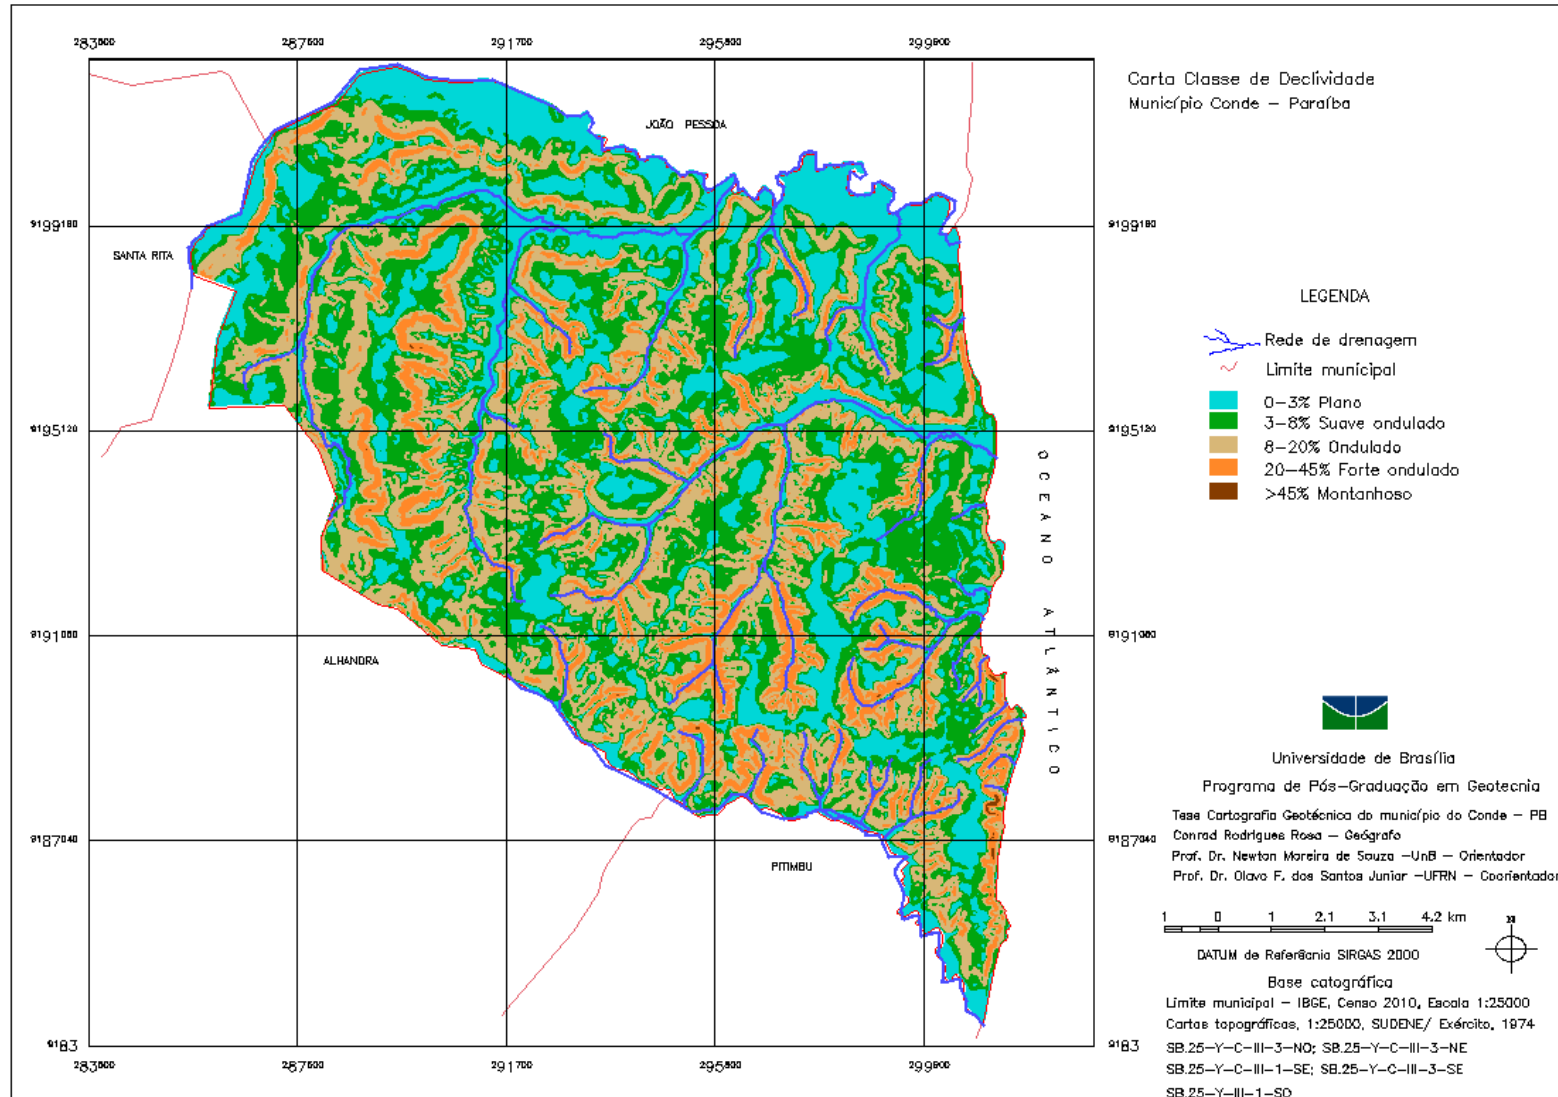 283600 287600 291700 295800 299900
Carta Classe de Declividade
Município Conde – Paraíba
JOÃO PESSOA
9199180 9199180
SANTA RITA
LEGENDA
Rede de drenagem
Limite municipal
0–3% Plano
3–8% Suave ondulado
8–20% Ondulado
20–45% Forte ondulado
>45% Montanhoso
9195120 9195120
OCEANO ATLÂNTICO
9191060 9191060
ALHANDRA
Universidade de Brasília
Programa de Pós–Graduação em Geotecnia
Tese Cartografia Geotécnica do município do Conde – PB
Conrad Rodrigues Rosa – Geógrafo
Prof. Dr. Newton Moreira de Souza –UnB – Orientador
Prof. Dr. Olavo F. dos Santos Junior –UFRN – Coorientador
9187040 9187040
PITIMBU
1 0 1 2.1 3.1 4.2 km
N
DATUM de Referância SIRGAS 2000
Base catográfica
Limite municipal – IBGE, Censo 2010, Escala 1:25000
Cartas topográficas, 1:25000, SUDENE/ Exército, 1974
SB.25–Y–C–III–3–NO; SB.25–Y–C–III–3–NE
SB.25–Y–C–III–1–SE; SB.25–Y–C–III–3–SE
SB.25–Y–III–1–SO
9183 9183
283600 287600 291700 295800 299900